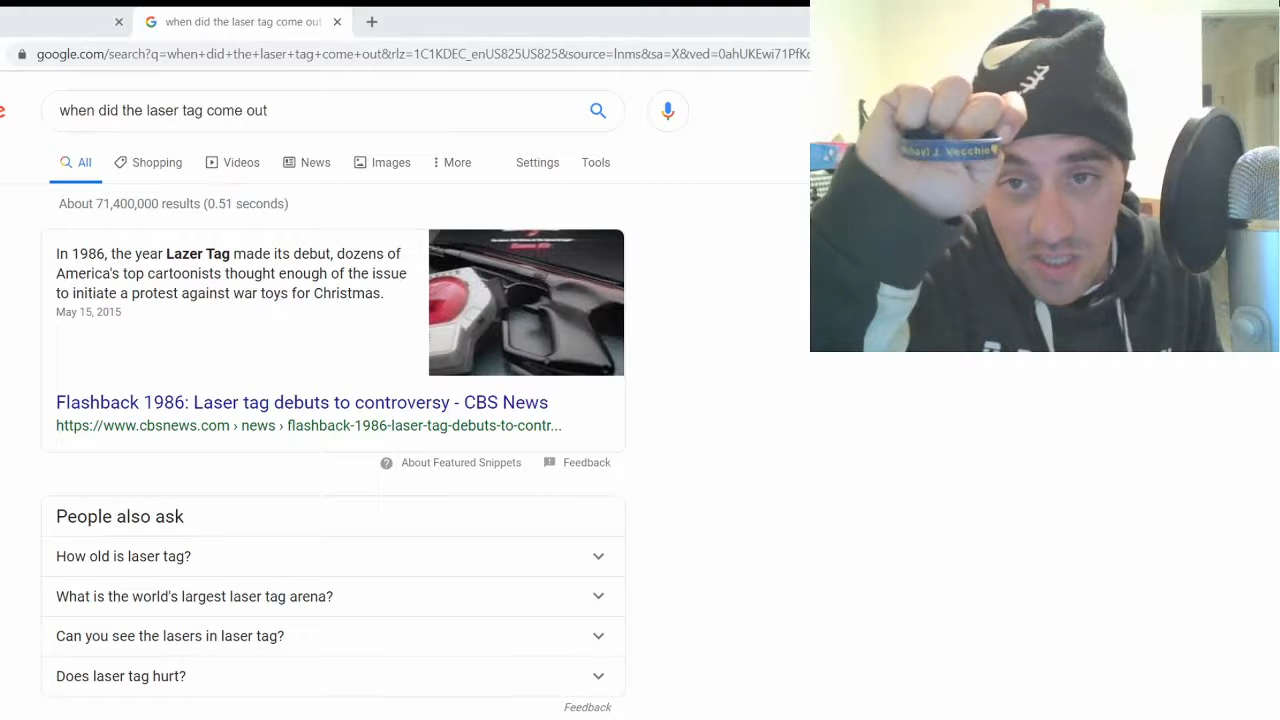 when did the laser tag come out
google.com/search?q=when+did+the+laser+tag+come+out&rlz=1C1KDEC_enUS825US825&source=lnms&sa=X&ved=0ahUKEwi71PfK
when did the laser tag come out
All
Shopping
Videos
News
Images
More
Settings
Tools
About 71,400,000 results (0.51 seconds)
In 1986, the year Lazer Tag made its debut, dozens of
America's top cartoonists thought enough of the issue
to initiate a protest against war toys for Christmas.
May 15, 2015
Flashback 1986: Laser tag debuts to controversy - CBS News
https://www.cbsnews.com › news › flashback-1986-laser-tag-debuts-to-contr...
About Featured Snippets
Feedback
People also ask
How old is laser tag?
What is the world's largest laser tag arena?
Can you see the lasers in laser tag?
Does laser tag hurt?
Feedback
J. Vecchio